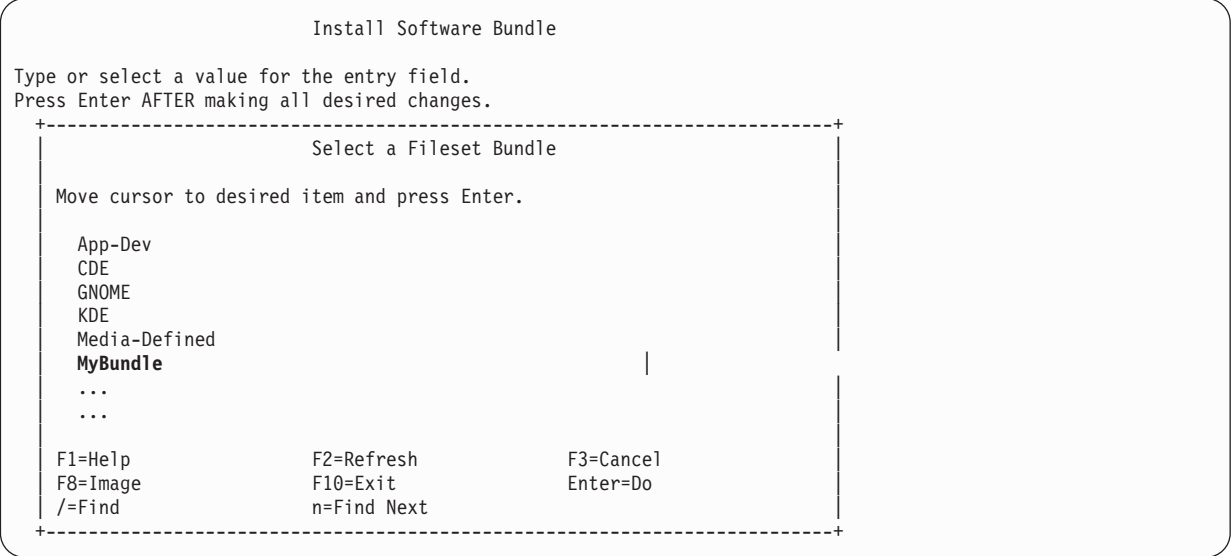 Install Software Bundle
Type or select a value for the entry field.
Press Enter AFTER making all desired changes.
+--------------------------------------------------------------------------+
| Select a Fileset Bundle |
| |
| Move cursor to desired item and press Enter. |
| |
| App-Dev |
| CDE |
| GNOME |
| KDE |
| Media-Defined |
| MyBundle |
| ... |
| ... |
| |
| F1=Help F2=Refresh F3=Cancel |
| F8=Image F10=Exit Enter=Do |
| /=Find n=Find Next |
+--------------------------------------------------------------------------+